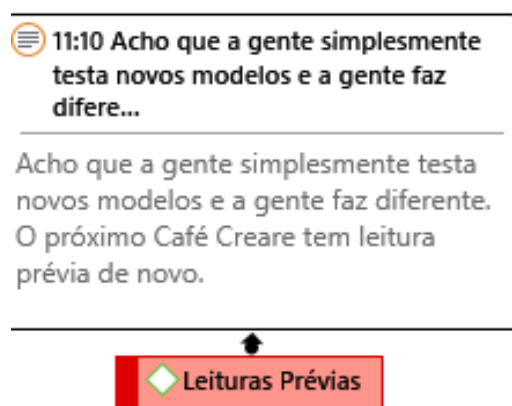 11:10 Acho que a gente simplesmente
testa novos modelos e a gente faz
difere...
Acho que a gente simplesmente testa
novos modelos e a gente faz diferente.
O próximo Café Creare tem leitura
prévia de novo.
Leituras Prévias